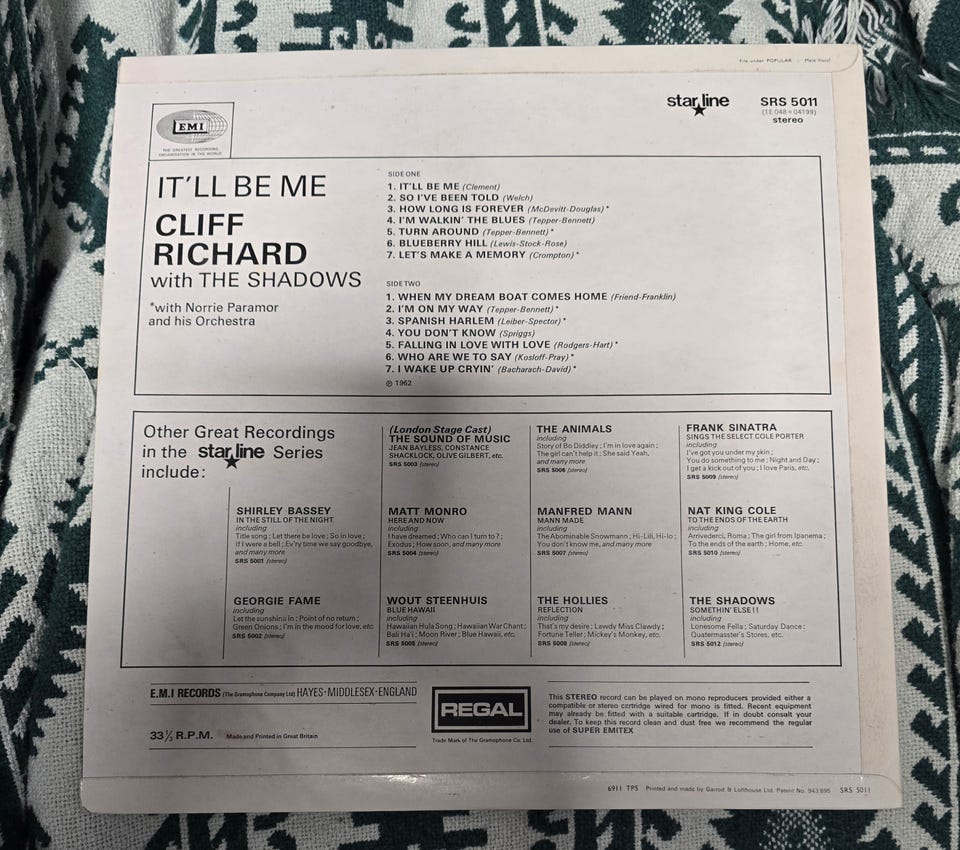 File under POPULAR : Male Vocal
EMI
THE GREATEST RECORDING
ORGANISATION IN THE WORLD
star line
SRS 5011
(1E 048 = 04199)
stereo
IT'LL BE ME
CLIFF
RICHARD
with THE SHADOWS
*with Norrie Paramor
and his Orchestra
SIDE ONE
1. IT'LL BE ME (Clement)
2. SO I'VE BEEN TOLD (Welch)
3. HOW LONG IS FOREVER (McDevitt-Douglas)*
4. I'M WALKIN' THE BLUES (Tepper-Bennett)
5. TURN AROUND (Tepper-Bennett)*
6. BLUEBERRY HILL (Lewis-Stock-Rose)
7. LET'S MAKE A MEMORY (Crompton)*
SIDE TWO
1. WHEN MY DREAM BOAT COMES HOME (Friend-Franklin)
2. I'M ON MY WAY (Tepper-Bennett)*
3. SPANISH HARLEM (Leiber-Spector)*
4. YOU DON'T KNOW (Spriggs)
5. FALLING IN LOVE WITH LOVE (Rodgers-Hart)*
6. WHO ARE WE TO SAY (Kosloff-Pray)*
7. I WAKE UP CRYIN' (Bacharach-David)*
℗ 1962
Other Great Recordings
in the star line Series
include:
(London Stage Cast)
THE SOUND OF MUSIC
JEAN BAYLESS, CONSTANCE
SHACKLOCK, OLIVE GILBERT, etc.
SRS 5003 (stereo)
THE ANIMALS
including
Story of Bo Diddley; I'm in love again;
The girl can't help it; She said Yeah,
and many more
SRS 5006 (stereo)
FRANK SINATRA
SINGS THE SELECT COLE PORTER
including
I've got you under my skin;
You do something to me; Night and Day;
I get a kick out of you; I love Paris, etc.
SRS 5009 (stereo)
SHIRLEY BASSEY
IN THE STILL OF THE NIGHT
including
Title song; Let there be love; So in love;
If I were a bell; Ev'ry time we say goodbye,
and many more
SRS 5001 (stereo)
MATT MONRO
HERE AND NOW
including
I have dreamed; Who can I turn to?;
Exodus; How soon, and many more
SRS 5004 (stereo)
MANFRED MANN
MANN MADE
including
The Abominable Snowmann; Hi-Lili, Hi-lo;
You don't know me, and many more
SRS 5007 (stereo)
NAT KING COLE
TO THE ENDS OF THE EARTH
including
Arrivederci, Roma; The girl from Ipanema;
To the ends of the earth; Home, etc.
SRS 5010 (stereo)
GEORGIE FAME
including
Let the sunshine in; Point of no return;
Green Onions; I'm in the mood for love, etc.
SRS 5002 (stereo)
WOUT STEENHUIS
BLUE HAWAII
including
Hawaiian Hula Song; Hawaiian War Chant;
Bali Ha'i; Moon River; Blue Hawaii, etc.
SRS 5005 (stereo)
THE HOLLIES
REFLECTION
including
That's my desire; Lawdy Miss Clawdy;
Fortune Teller; Mickey's Monkey, etc.
SRS 5008 (stereo)
THE SHADOWS
SOMETHIN' ELSE!!
including
Lonesome Fella; Saturday Dance;
Quatermasster's Stores, etc.
SRS 5012 (stereo)
E.M.I RECORDS (The Gramophone Company Ltd) HAYES·MIDDLESEX·ENGLAND
33⅓ R.P.M. Made and Printed in Great Britain
REGAL
Trade Mark of The Gramophone Co. Ltd.
This STEREO record can be played on mono reproducers provided either a
compatible or stereo cartridge wired for mono is fitted. Recent equipment
may already be fitted with a suitable cartridge. If in doubt consult your
dealer. To keep this record clean and dust free we recommend the regular
use of SUPER EMITEX
6911 TPS Printed and made by Garrod & Lofthouse Ltd. Patent No. 943,895 SRS 5011